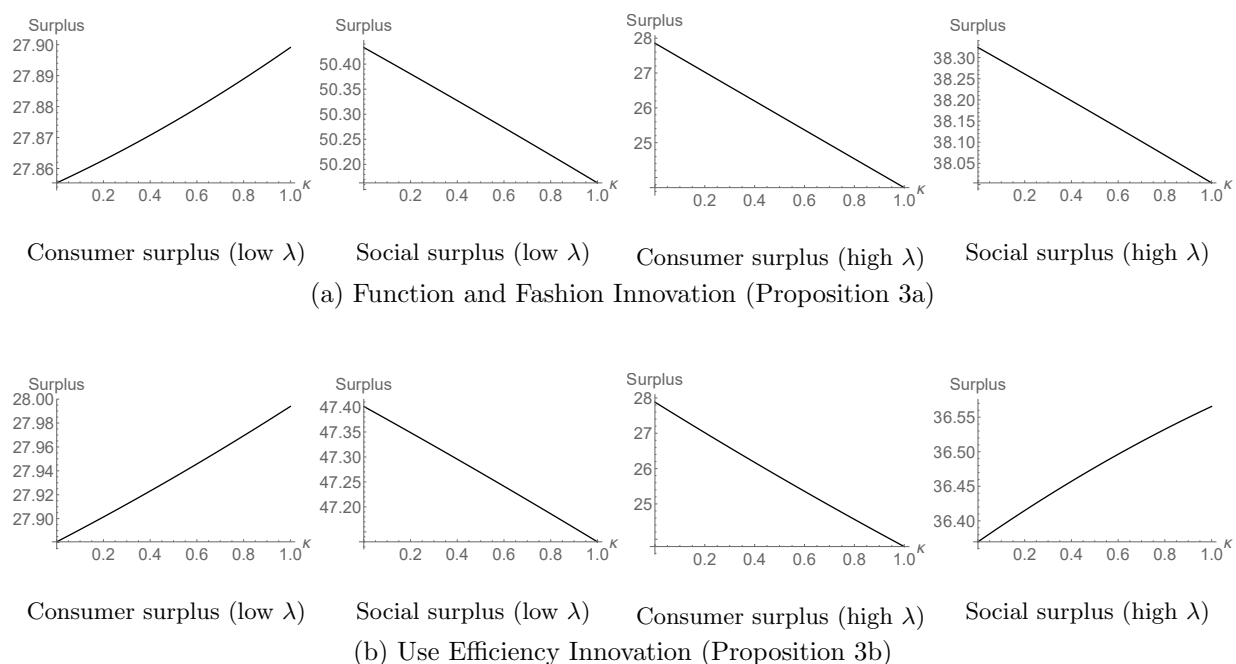 Surplus Surplus Surplus Surplus
27.90 50.40 28 38.30
27.89 50.35 27 38.25
27.88 50.30 26 38.20
27.87 50.25 25 38.15
27.86 50.20 38.10
38.05
0.2 0.4 0.6 0.8 1.0 κ 0.2 0.4 0.6 0.8 1.0 κ 0.2 0.4 0.6 0.8 1.0 κ 0.2 0.4 0.6 0.8 1.0 κ
Consumer surplus (low λ) Social surplus (low λ) Consumer surplus (high λ) Social surplus (high λ)
(a) Function and Fashion Innovation (Proposition 3a)
Surplus Surplus Surplus Surplus
28.00 47.40 28 36.55
27.98 47.35 27 36.50
27.96 47.30 26 36.45
27.94 47.25 25 36.40
27.92 47.20
27.90
0.2 0.4 0.6 0.8 1.0 κ 0.2 0.4 0.6 0.8 1.0 κ 0.2 0.4 0.6 0.8 1.0 κ 0.2 0.4 0.6 0.8 1.0 κ
Consumer surplus (low λ) Social surplus (low λ) Consumer surplus (high λ) Social surplus (high λ)
(b) Use Efficiency Innovation (Proposition 3b)